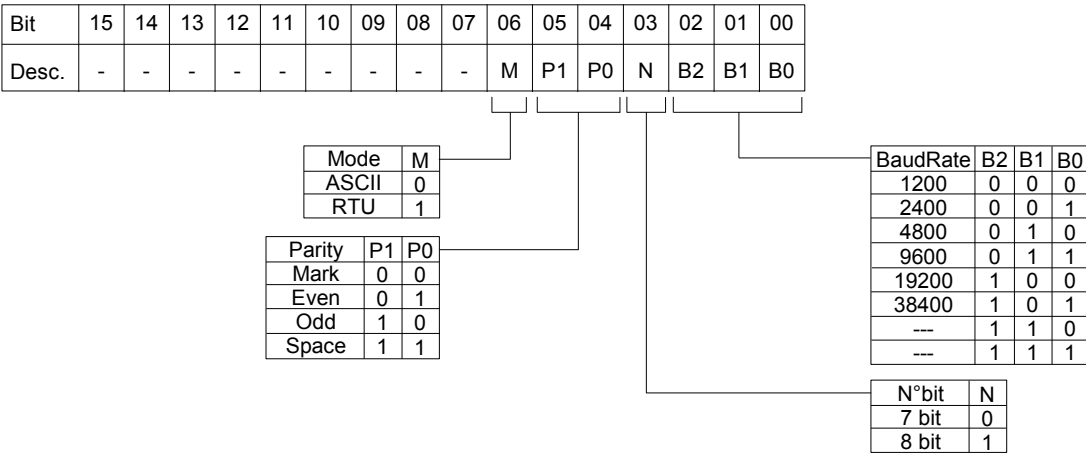 Bit 15 14 13 12 11 10 09 08 07 06 05 04 03 02 01 00
Desc. - - - - - - - - - M P1 P0 N B2 B1 B0
Mode M
ASCII 0
RTU 1
Parity P1 P0
Mark 0 0
Even 0 1
Odd 1 0
Space 1 1
BaudRate B2 B1 B0
1200 0 0 0
2400 0 0 1
4800 0 1 0
9600 0 1 1
19200 1 0 0
38400 1 0 1
--- 1 1 0
--- 1 1 1
N°bit N
7 bit 0
8 bit 1